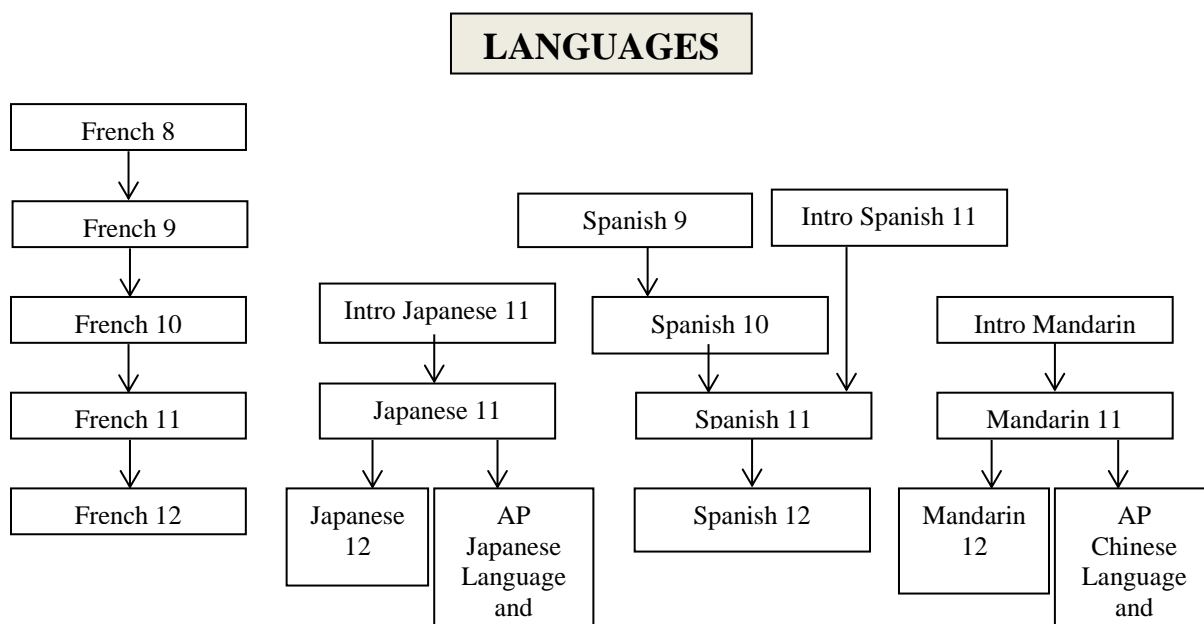 LANGUAGES
French 8
French 9
French 10
French 11
French 12
Intro Japanese 11
Japanese 11
Japanese
12
AP
Japanese
Language
and
Spanish 9
Intro Spanish 11
Spanish 10
Spanish 11
Spanish 12
Intro Mandarin
Mandarin 11
Mandarin
12
AP
Chinese
Language
and